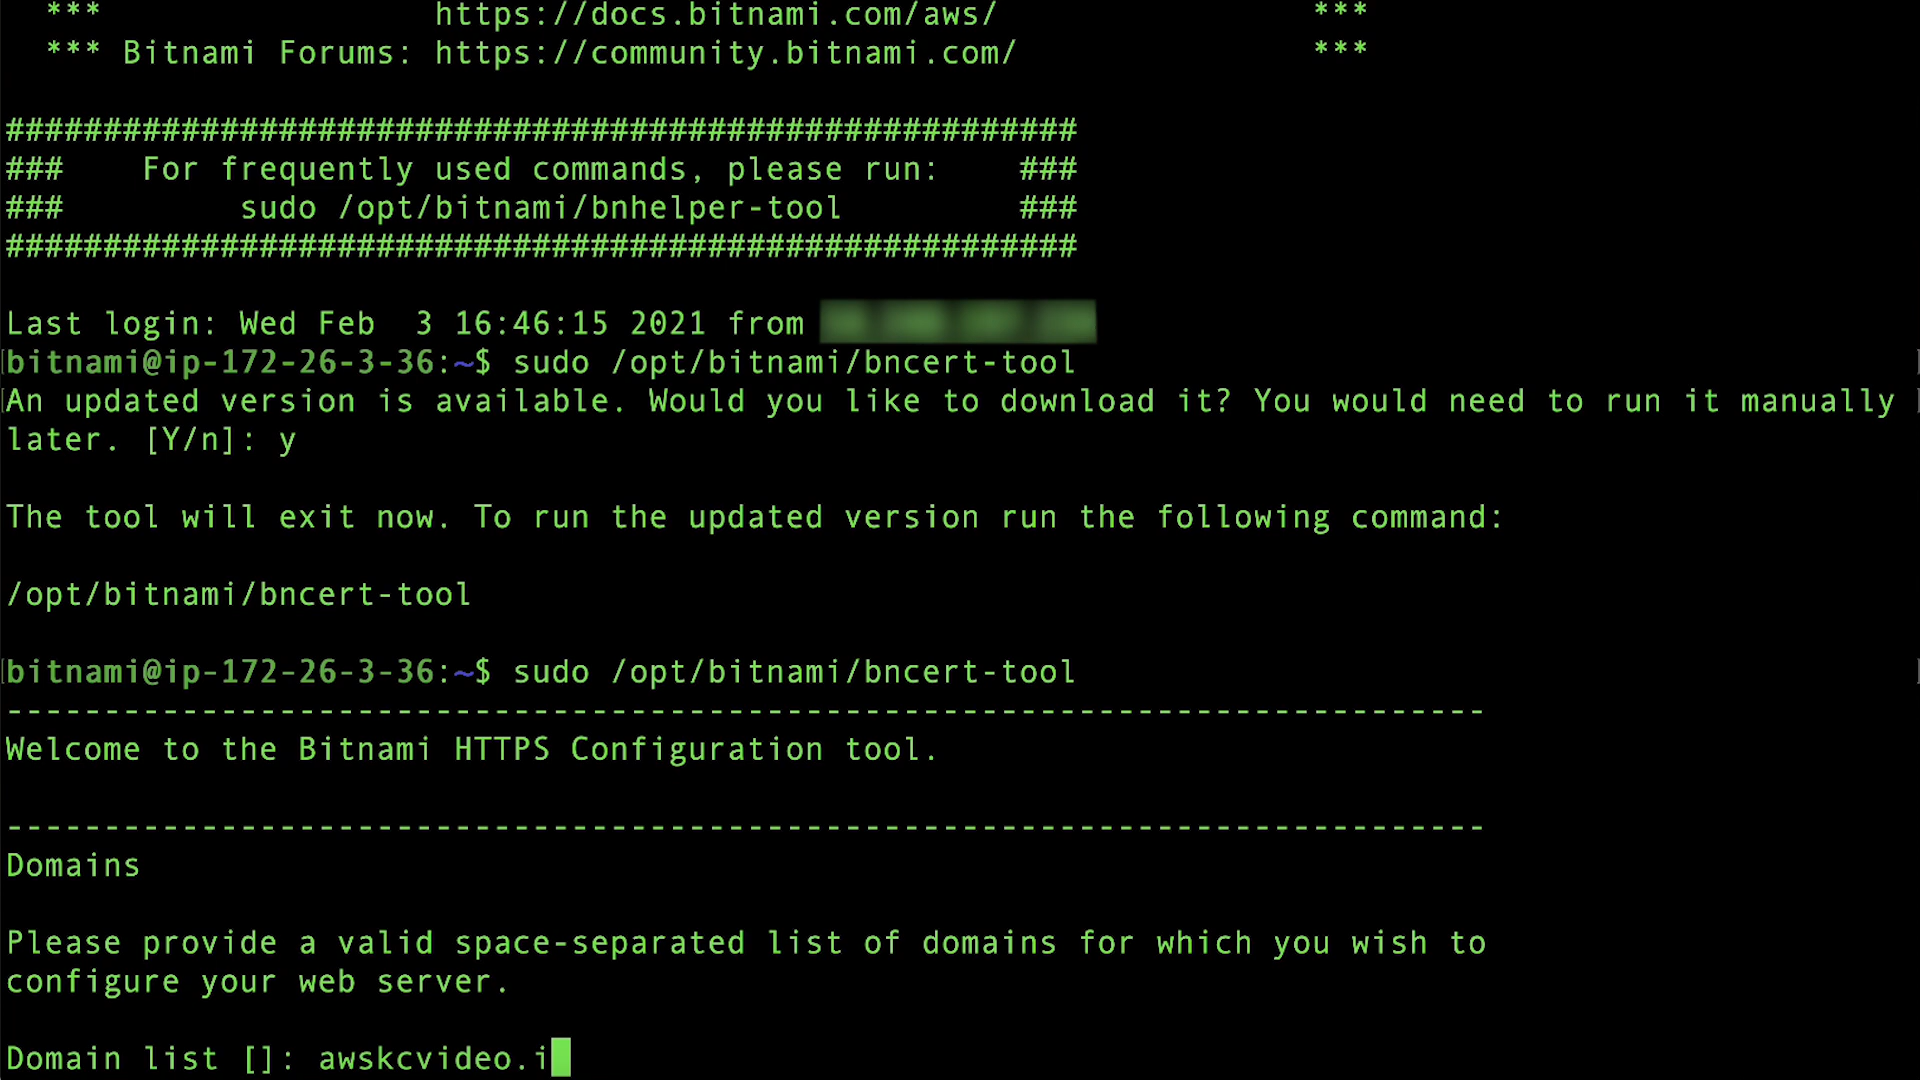 *** https://docs.bitnami.com/aws/ ***
*** Bitnami Forums: https://community.bitnami.com/ ***
#######################################################
### For frequently used commands, please run: ###
### sudo /opt/bitnami/bnhelper-tool ###
#######################################################
Last login: Wed Feb  3 16:46:15 2021 from
bitnami@ip-172-26-3-36:~$ sudo /opt/bitnami/bncert-tool
An updated version is available. Would you like to download it? You would need to run it manually
later. [Y/n]: y
The tool will exit now. To run the updated version run the following command:
/opt/bitnami/bncert-tool
bitnami@ip-172-26-3-36:~$ sudo /opt/bitnami/bncert-tool
----------------------------------------------------------------------------
Welcome to the Bitnami HTTPS Configuration tool.
----------------------------------------------------------------------------
Domains
Please provide a valid space-separated list of domains for which you wish to
configure your web server.
Domain list []: awskcvideo.i